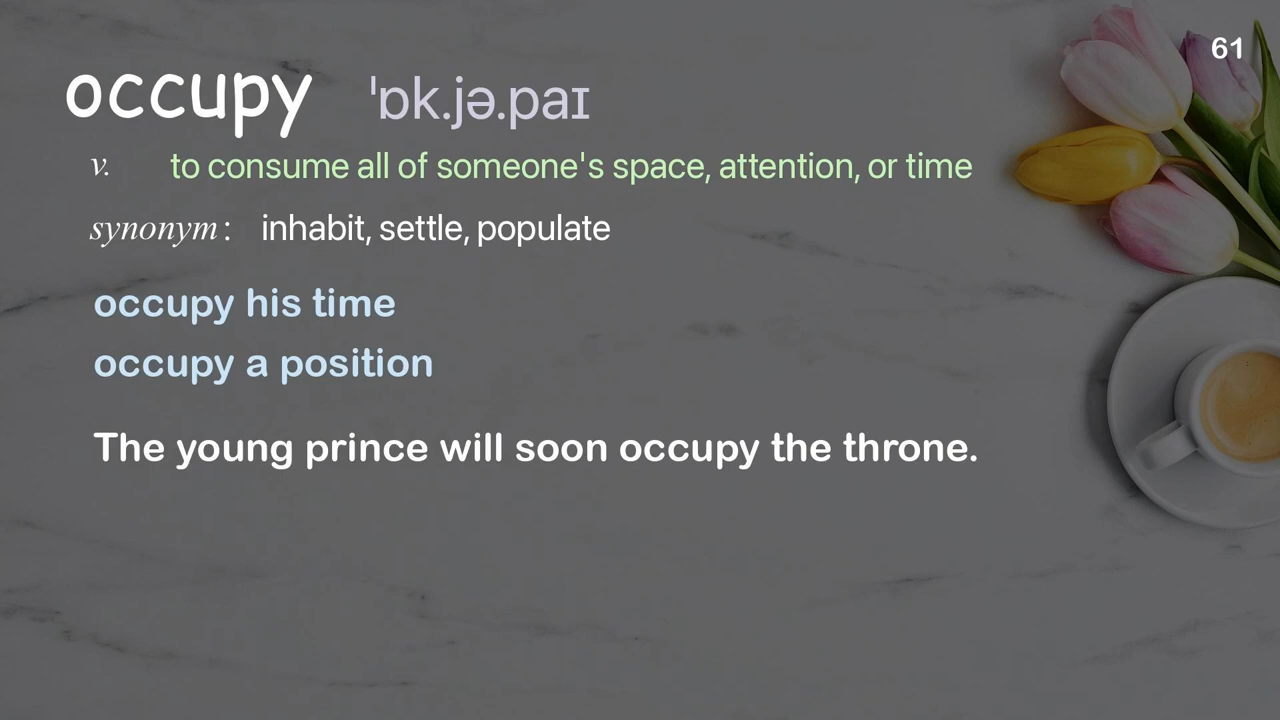 61
occupy ˈɒk.jə.paɪ
v. to consume all of someone's space, attention, or time
synonym: inhabit, settle, populate
occupy his time
occupy a position
The young prince will soon occupy the throne.